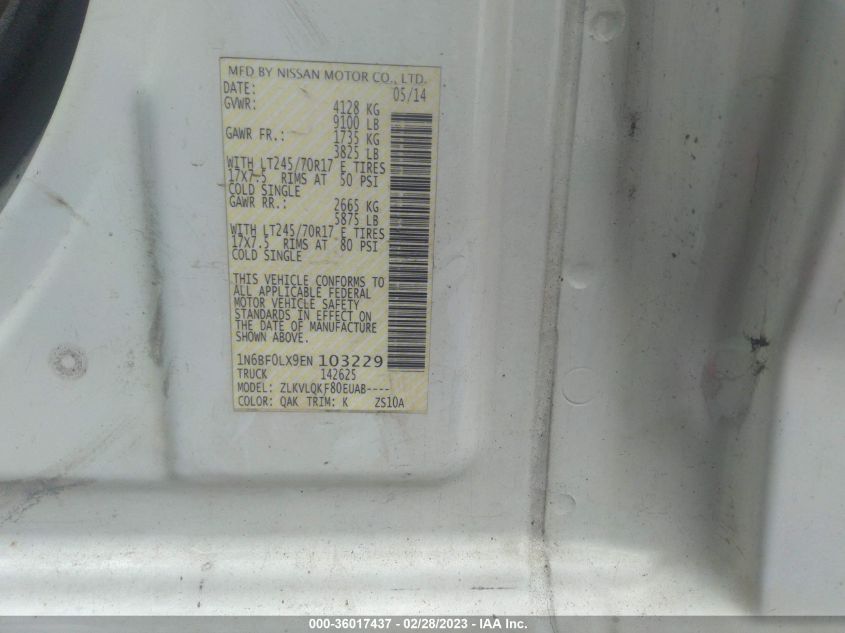 MFD BY NISSAN MOTOR CO., LTD.
DATE: 05/14
GVWR: 4128 KG
9100 LB
GAWR FR.: 1735 KG
3825 LB
WITH LT245/70R17 E TIRES
17X7.5 RIMS AT 50 PSI
COLD SINGLE
GAWR RR.: 2665 KG
5875 LB
WITH LT245/70R17 E TIRES
17X7.5 RIMS AT 80 PSI
COLD SINGLE
THIS VEHICLE CONFORMS TO
ALL APPLICABLE FEDERAL
MOTOR VEHICLE SAFETY
STANDARDS IN EFFECT ON
THE DATE OF MANUFACTURE
SHOWN ABOVE.
1N6BF0LX9EN 103229
TRUCK 142625
MODEL: ZLKVLQKF80EUAB----
COLOR: QAK TRIM: K ZS10A
000-36017437 - 02/28/2023 - IAA Inc.